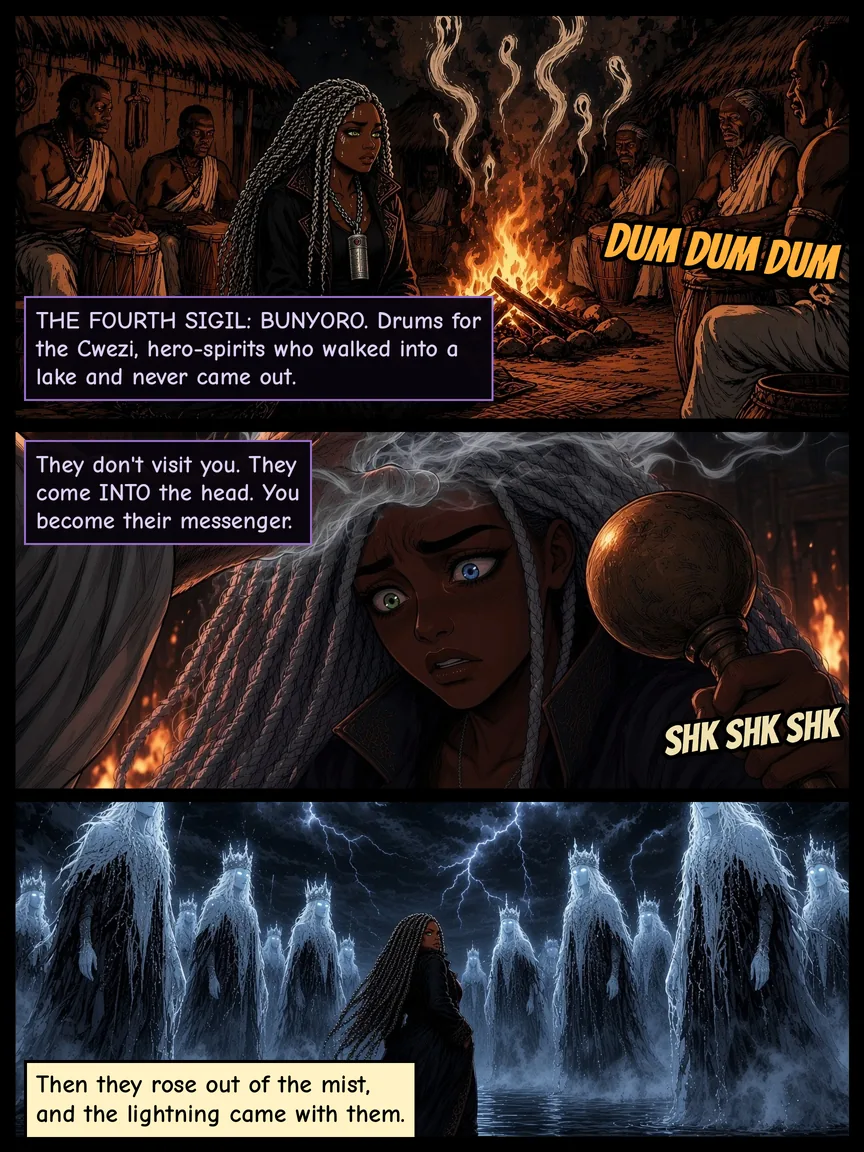 DUM DUM DUM
THE FOURTH SIGIL: BUNYORO. Drums for
the Cwezi, hero-spirits who walked into a
lake and never came out.
They don't visit you. They
come INTO the head. You
become their messenger.
SHK SHK SHK
Then they rose out of the mist,
and the lightning came with them.